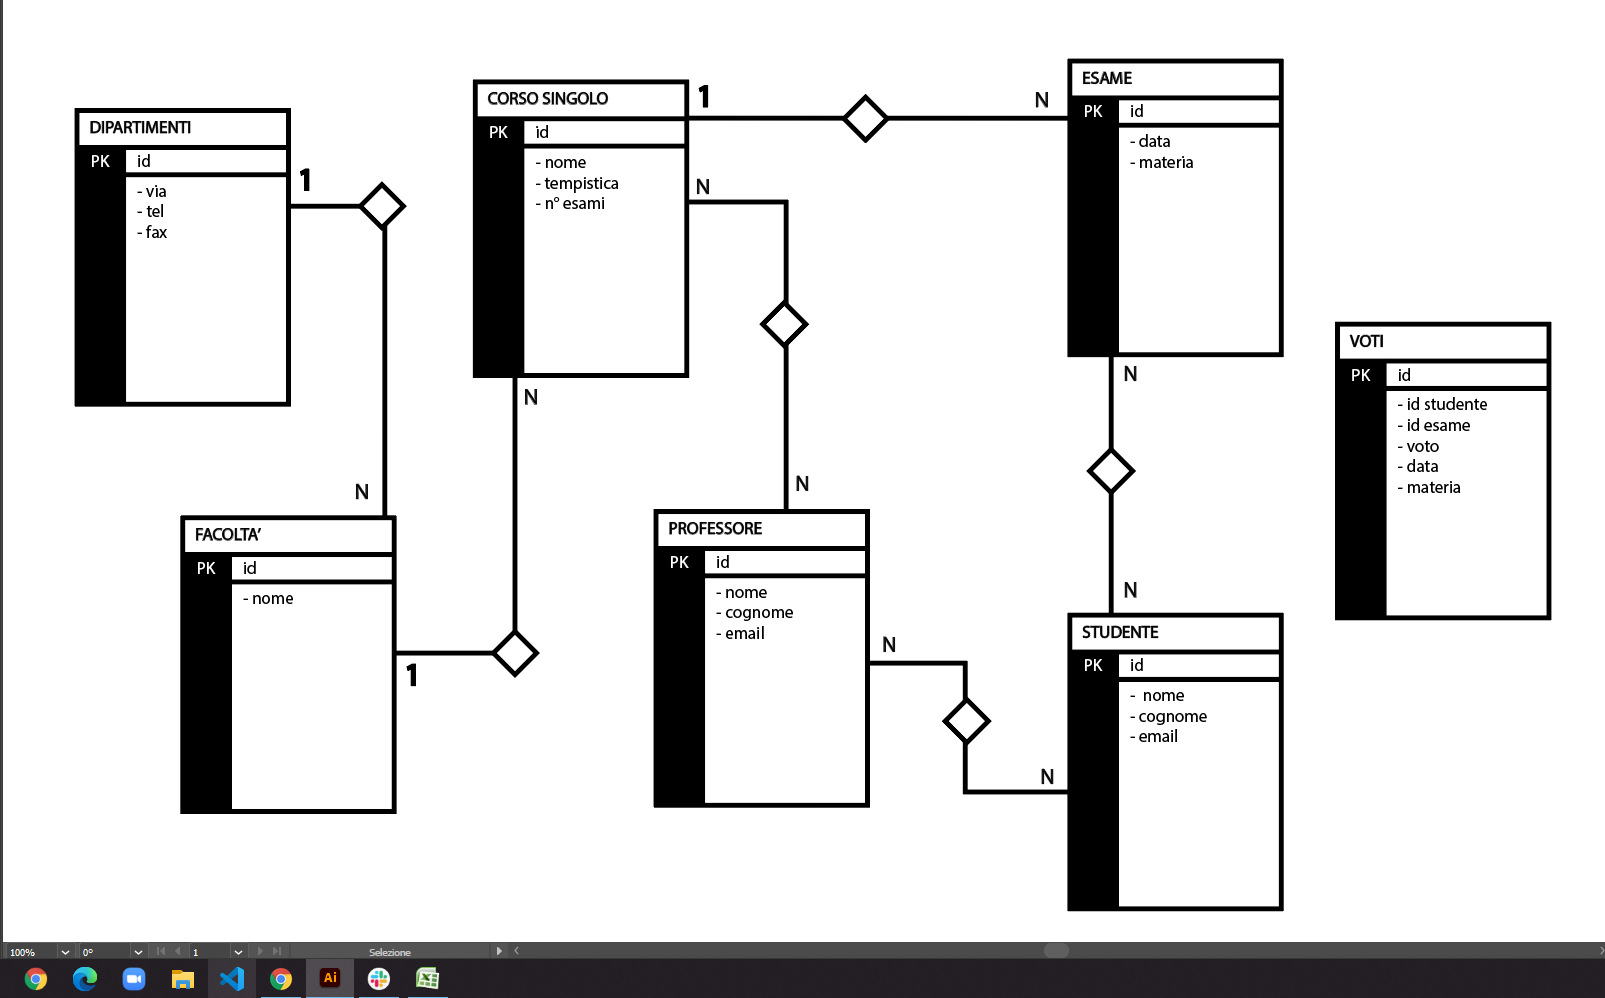 DIPARTIMENTI
PK id
- via
- tel
- fax
1
N
CORSO SINGOLO
PK id
- nome
- tempistica
- n° esami
1
N
N
N
ESAME
PK id
- data
- materia
N
N
VOTI
PK id
- id studente
- id esame
- voto
- data
- materia
FACOLTA’
PK id
- nome
1
PROFESSORE
PK id
- nome
- cognome
- email
N
N
STUDENTE
PK id
- nome
- cognome
- email
N
100% 0° 1 Selezione
Ai